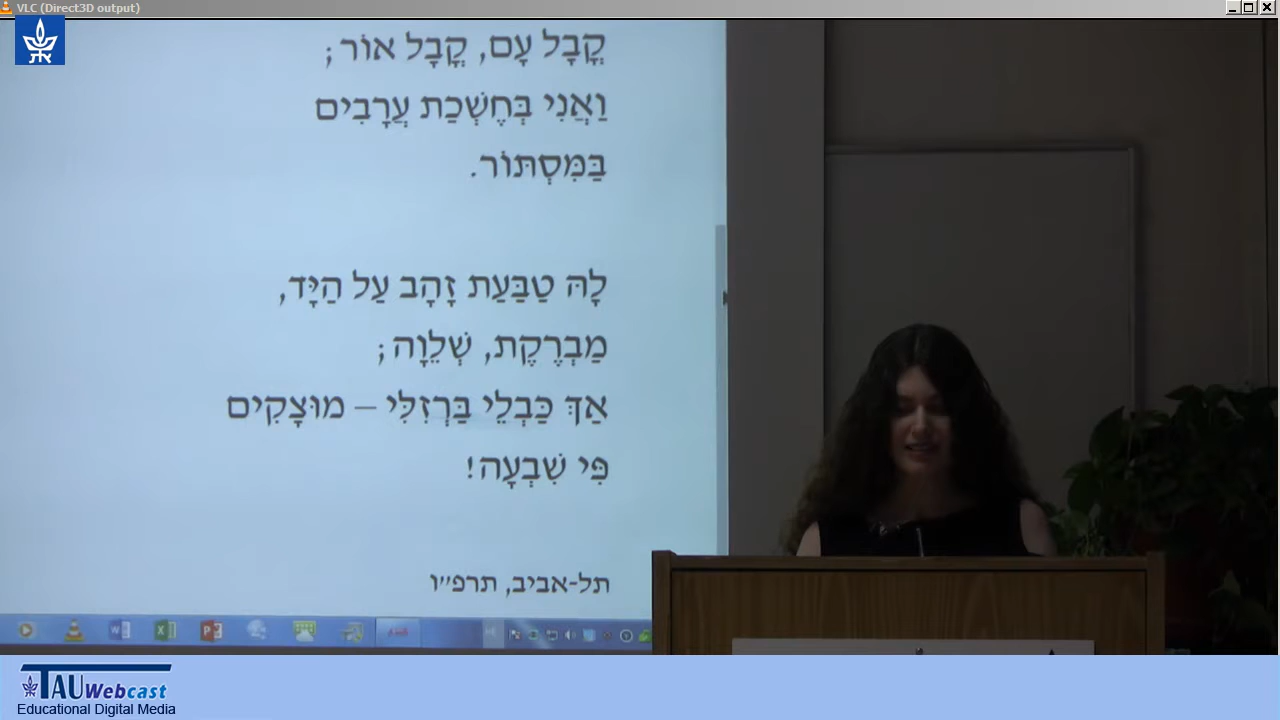 VLC (Direct3D output)
קֳבָל עָם, קֳבָל אוֹר;
וַאֲנִי בְּחֶשְׁכַת עֲרָבִים
בַּמִּסְתּוֹר.
לָהּ טַבַּעַת זָהָב עַל הַיָּד,
מַבְרֶקֶת, שְׁלֵוָה;
אַךְ כַּבְלֵי בַּרְזִלִּי – מוּצָקִים
פִּי שִׁבְעָה!
תל-אביב, תרפ״ו
TAU Webcast
Educational Digital Media